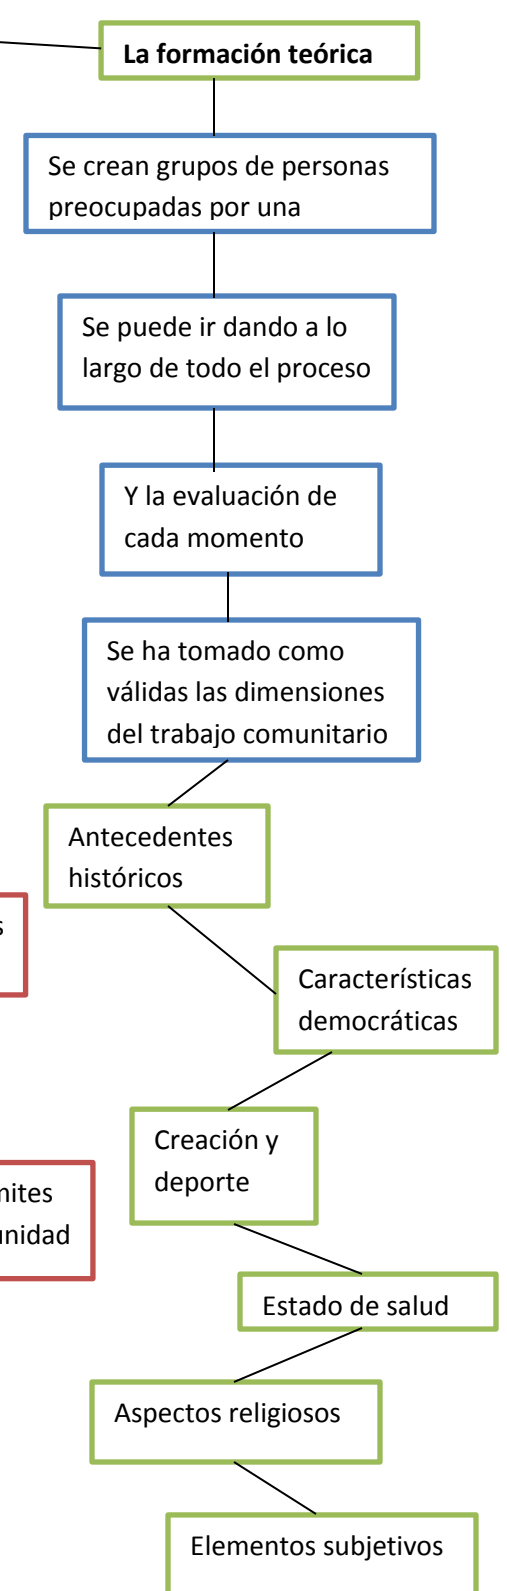 La formación teórica
Se crean grupos de personas
preocupadas por una
Se puede ir dando a lo
largo de todo el proceso
Y la evaluación de
cada momento
Se ha tomado como
válidas las dimensiones
del trabajo comunitario
Antecedentes
históricos
Características
democráticas
Creación y
deporte
Estado de salud
Aspectos religiosos
Elementos subjetivos